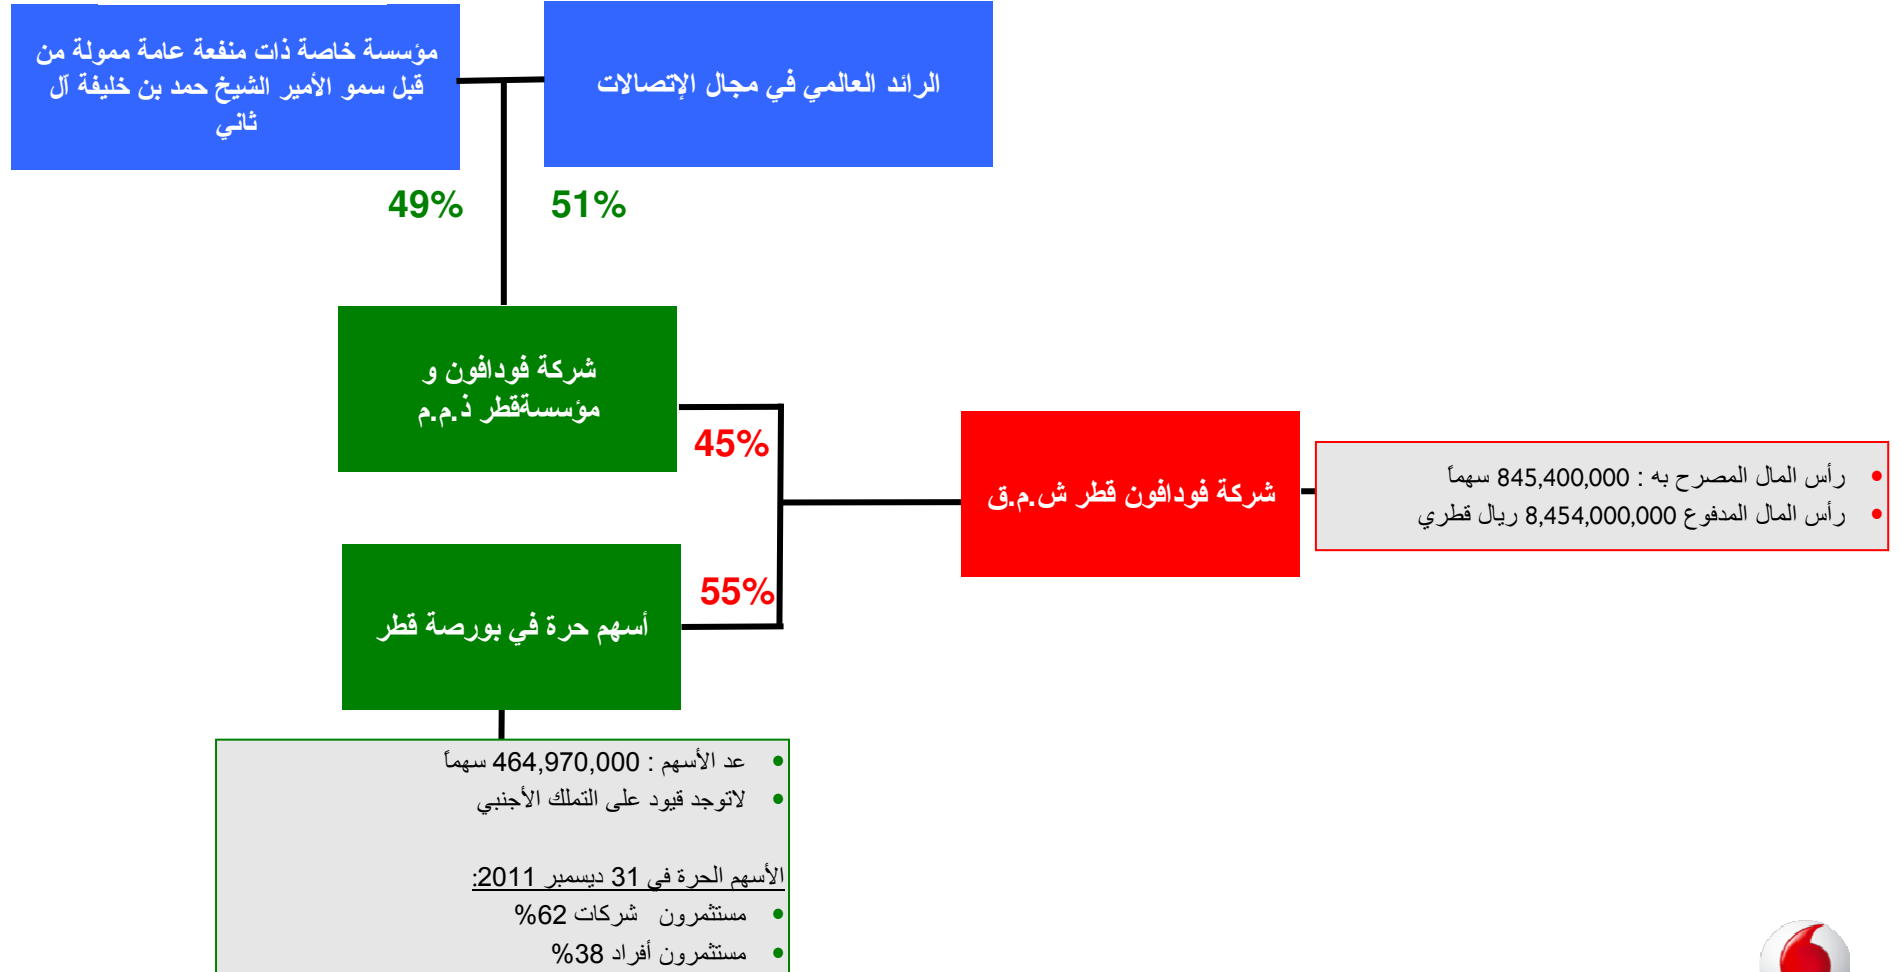 مؤسسة خاصة ذات منفعة عامة ممولة من
قبل سمو الأمير الشيخ حمد بن خليفة آل
ثاني
الرائد العالمي في مجال الإتصالات
49%
51%
شركة فودافون و
مؤسسةقطر ذ.م.م
45%
شركة فودافون قطر ش.م.ق
• رأس المال المصرح به : 845,400,000 سهماً
• رأس المال المدفوع 8,454,000,000 ريال قطري
55%
أسهم حرة في بورصة قطر
• عد الأسهم : 464,970,000 سهماً
• لاتوجد قيود على التملك الأجنبي
الأسهم الحرة في 31 ديسمبر 2011:
• مستثمرون شركات 62%
• مستثمرون أفراد 38%